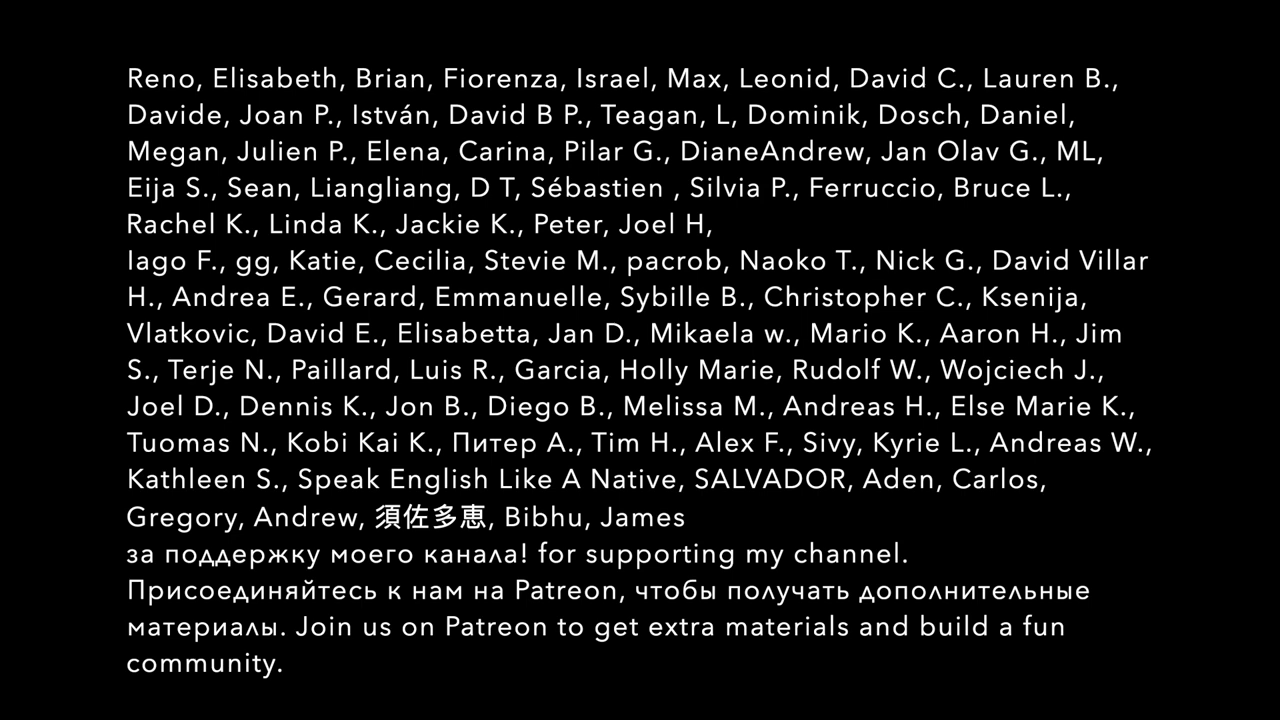 Reno, Elisabeth, Brian, Fiorenza, Israel, Max, Leonid, David C., Lauren B.,
Davide, Joan P., István, David B P., Teagan, L, Dominik, Dosch, Daniel,
Megan, Julien P., Elena, Carina, Pilar G., DianeAndrew, Jan Olav G., ML,
Eija S., Sean, Liangliang, D T, Sébastien , Silvia P., Ferruccio, Bruce L.,
Rachel K., Linda K., Jackie K., Peter, Joel H,
Iago F., gg, Katie, Cecilia, Stevie M., pacrob, Naoko T., Nick G., David Villar
H., Andrea E., Gerard, Emmanuelle, Sybille B., Christopher C., Ksenija,
Vlatkovic, David E., Elisabetta, Jan D., Mikaela w., Mario K., Aaron H., Jim
S., Terje N., Paillard, Luis R., Garcia, Holly Marie, Rudolf W., Wojciech J.,
Joel D., Dennis K., Jon B., Diego B., Melissa M., Andreas H., Else Marie K.,
Tuomas N., Kobi Kai K., Питер А., Tim H., Alex F., Sivy, Kyrie L., Andreas W.,
Kathleen S., Speak English Like A Native, SALVADOR, Aden, Carlos,
Gregory, Andrew, 須佐多恵, Bibhu, James
за поддержку моего канала! for supporting my channel.
Присоединяйтесь к нам на Patreon, чтобы получать дополнительные
материалы. Join us on Patreon to get extra materials and build a fun
community.